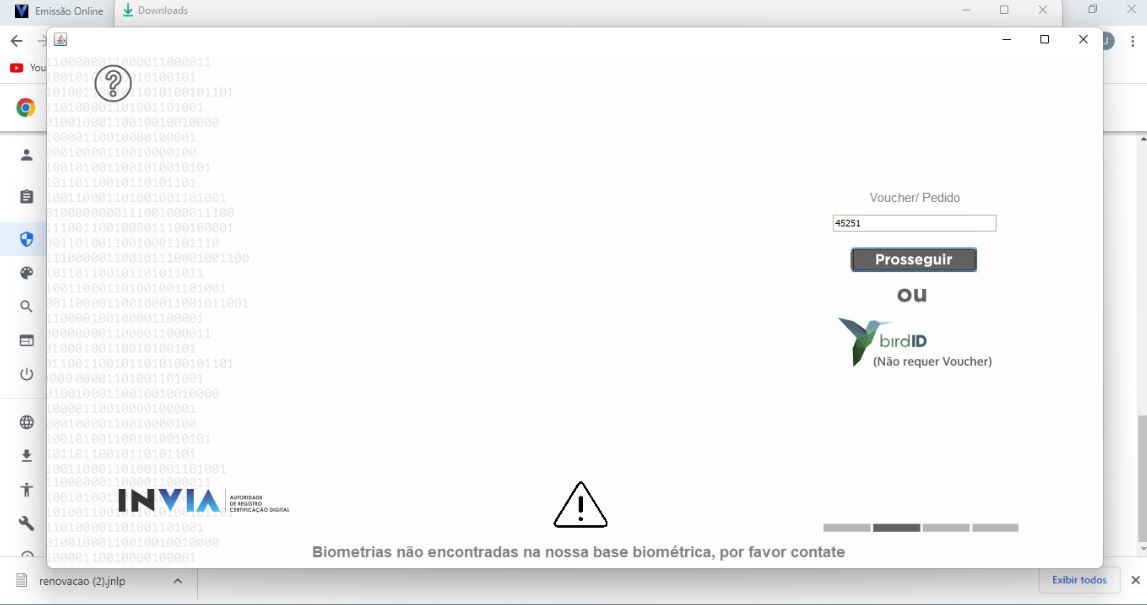 Emissão Online
Downloads
You
Voucher/ Pedido
45251
Prosseguir
ou
birdID
(Não requer Voucher)
INVIA
AUTORIDADE
DE REGISTRO
CERTIFICAÇÃO DIGITAL
Biometrias não encontradas na nossa base biométrica, por favor contate
renovacao (2).jnlp
Exibir todos